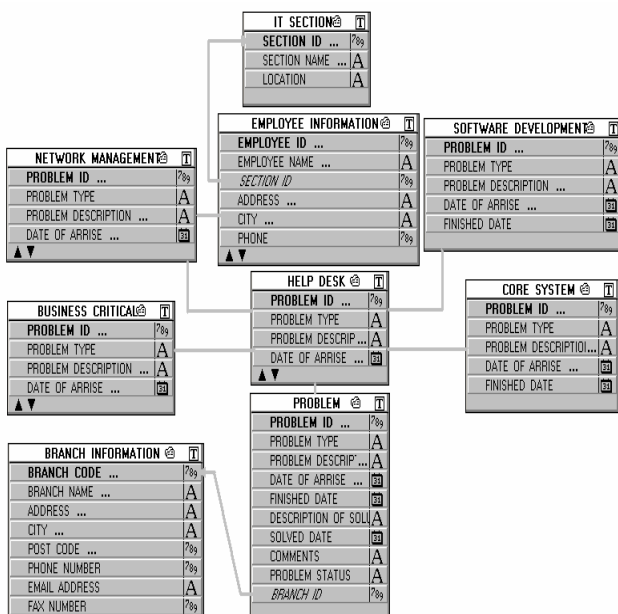 IT SECTION
SECTION ID ...
SECTION NAME ...
LOCATION
EMPLOYEE INFORMATION
EMPLOYEE ID ...
EMPLOYEE NAME ...
SECTION ID
ADDRESS ...
CITY ...
PHONE
SOFTWARE DEVELOPMENT
PROBLEM ID ...
PROBLEM TYPE
PROBLEM DESCRIPTION ...
DATE OF ARRISE ...
FINISHED DATE
NETWORK MANAGEMENT
PROBLEM ID ...
PROBLEM TYPE
PROBLEM DESCRIPTION ...
DATE OF ARRISE ...
HELP DESK
PROBLEM ID ...
PROBLEM TYPE
PROBLEM DESCRIP...
DATE OF ARRISE ...
CORE SYSTEM
PROBLEM ID ...
PROBLEM TYPE
PROBLEM DESCRIPTIOI...
DATE OF ARRISE ...
FINISHED DATE
BUSINESS CRITICAL
PROBLEM ID ...
PROBLEM TYPE
PROBLEM DESCRIPTION ...
DATE OF ARRISE ...
PROBLEM
PROBLEM ID ...
PROBLEM TYPE
PROBLEM DESCRIP...
DATE OF ARRISE ...
FINISHED DATE
DESCRIPTION OF SOLU
SOLVED DATE
COMMENTS
PROBLEM STATUS
BRANCH ID
BRANCH INFORMATION
BRANCH CODE ...
BRANCH NAME ...
ADDRESS ...
CITY ...
POST CODE ...
PHONE NUMBER
EMAIL ADDRESS
FAX NUMBER